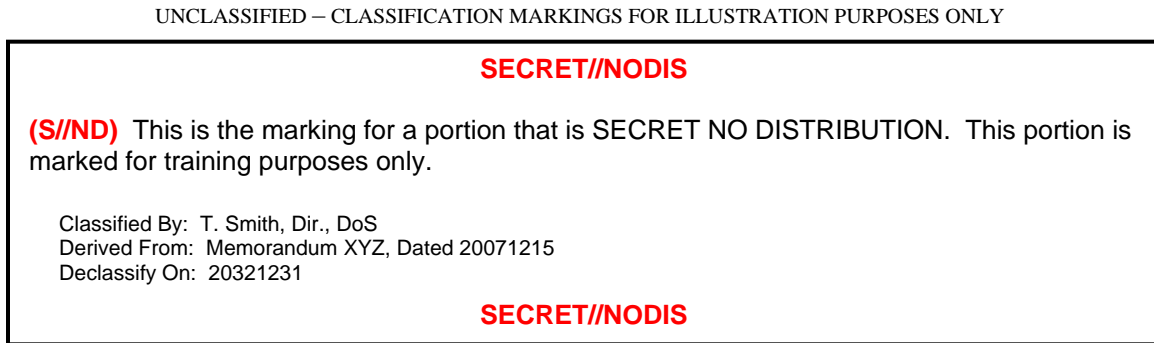 UNCLASSIFIED – CLASSIFICATION MARKINGS FOR ILLUSTRATION PURPOSES ONLY
SECRET//NODIS
(S//ND) This is the marking for a portion that is SECRET NO DISTRIBUTION. This portion is
marked for training purposes only.
Classified By: T. Smith, Dir., DoS
Derived From: Memorandum XYZ, Dated 20071215
Declassify On: 20321231
SECRET//NODIS